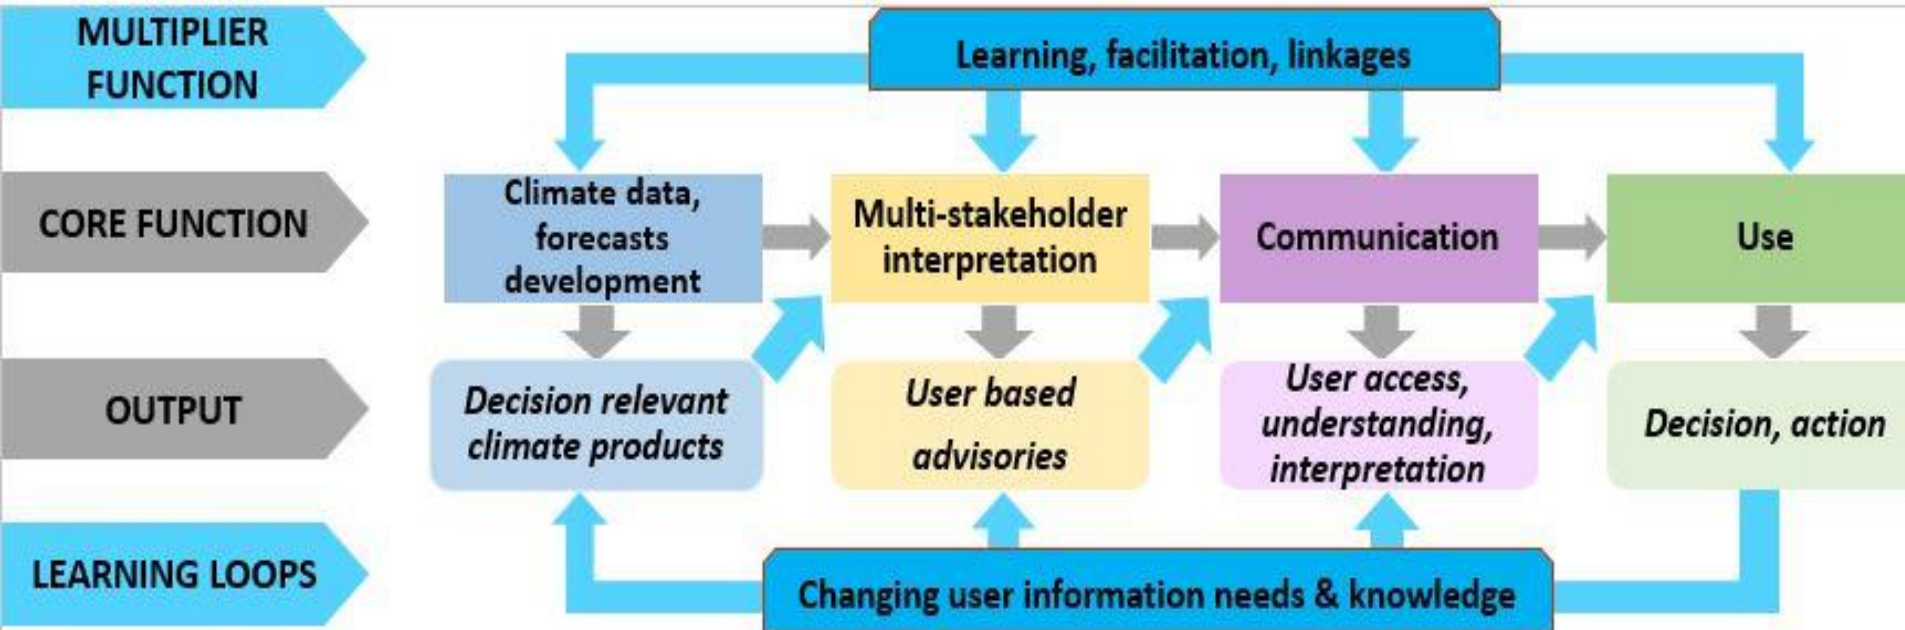 MULTIPLIER
FUNCTION
Learning, facilitation, linkages
CORE FUNCTION
Climate data,
forecasts
development
Multi-stakeholder
interpretation
Communication
Use
OUTPUT
Decision relevant
climate products
User based
advisories
User access,
understanding,
interpretation
Decision, action
LEARNING LOOPS
Changing user information needs & knowledge